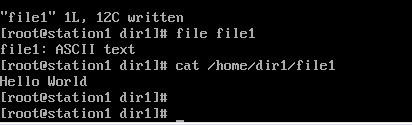 "file1" 1L, 12C written
[root@station1 dir1]# file file1
file1: ASCII text
[root@station1 dir1]# cat /home/dir1/file1
Hello World
[root@station1 dir1]#
[root@station1 dir1]# _